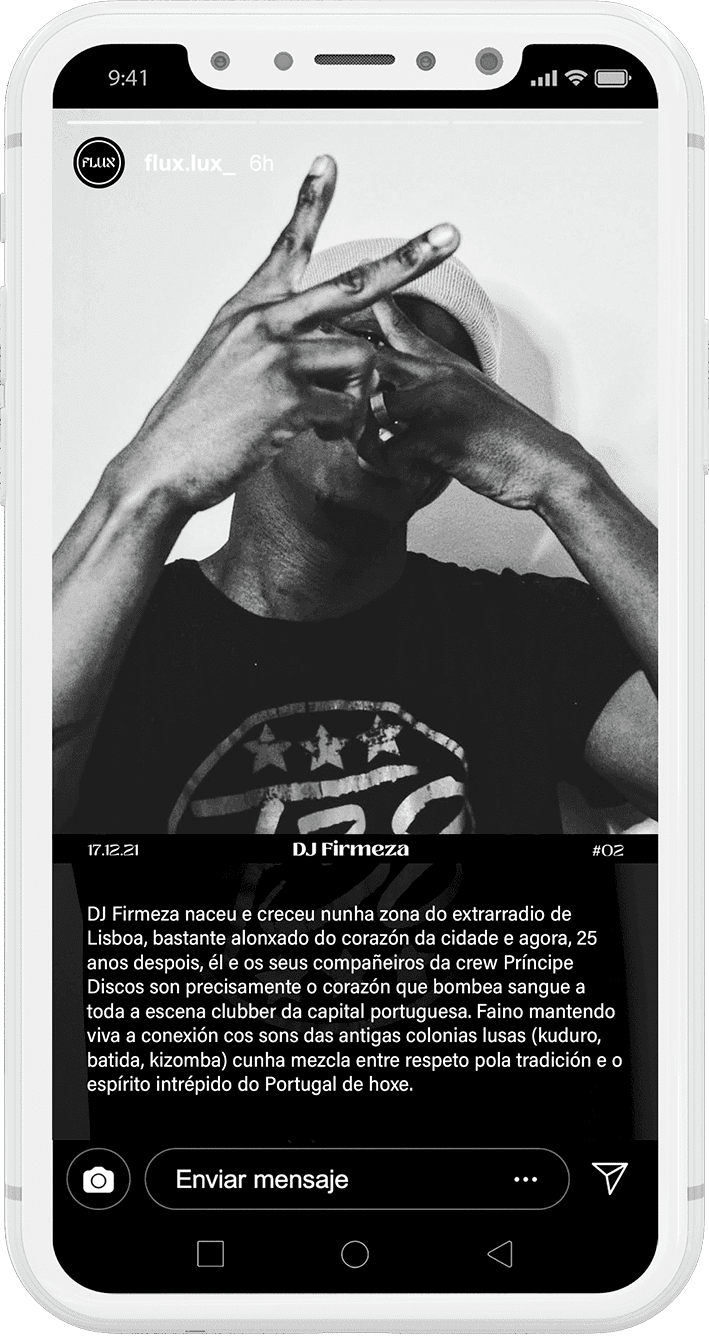 9:41
FLUX
flux.lux_ 6h
17.12.21
DJ Firmeza
#02
DJ Firmeza naceu e creceu nunha zona do extrarradio de
Lisboa, bastante alonxado do corazón da cidade e agora, 25
anos despois, él e os seus compañeiros da crew Príncipe
Discos son precisamente o corazón que bombea sangue a
toda a escena clubber da capital portuguesa. Faino mantendo
viva a conexión cos sons das antigas colonias lusas (kuduro,
batida, kizomba) cunha mezcla entre respeto pola tradición e o
espírito intrépido do Portugal de hoxe.
Enviar mensaje